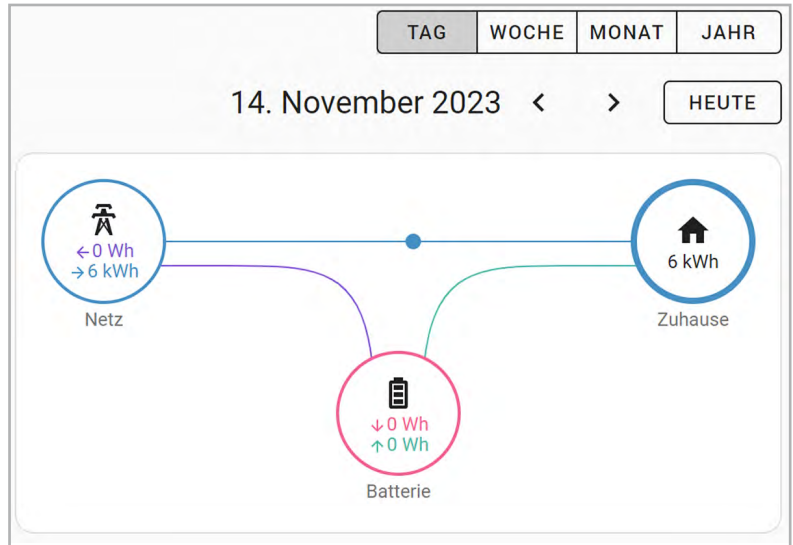 TAG WOCHE MONAT JAHR
14. November 2023 < > HEUTE
←0 Wh
→6 kWh
6 kWh
Netz
Zuhause
↓0 Wh
↑0 Wh
Batterie